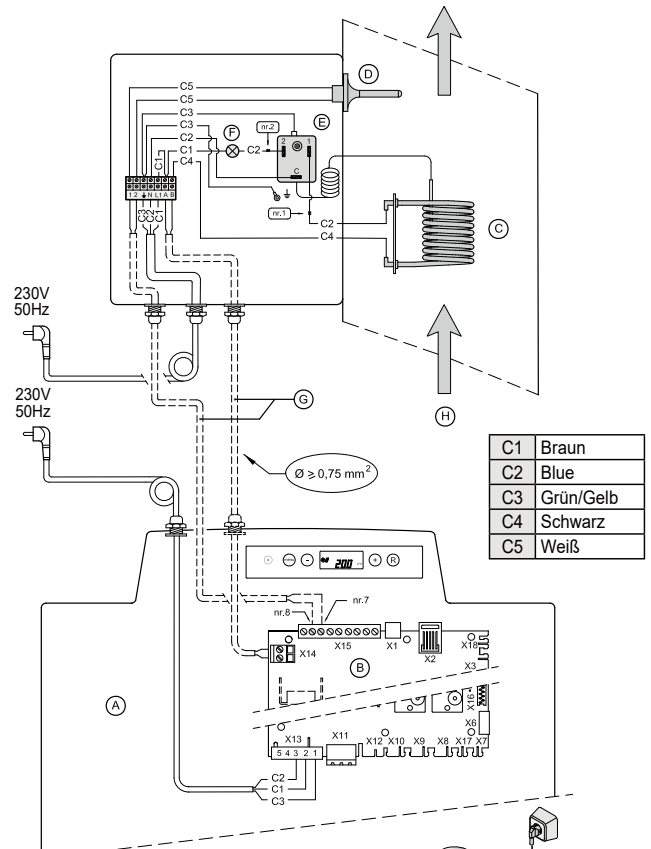 D
C5
C5
C3
E
C3
F
nr.2
C2
2
1
C1
C2
C1
C4
C
nr.1
1 2 N L1 A B
C2
C3
C2
C1
C4
C
230V
50Hz
230V
50Hz
G
H
Ø ≥ 0,75 mm²
C1 Braun
C2 Blue
C3 Grün/Gelb
C4 Schwarz
C5 Weiß
200
R
nr.8
nr.7
X14
X15
X1
X2
X18
B
X3
A
X16
X6
X13
X11
X12 X10 X9 X8 X17 X7
5 4 3 2 1
C2
C1
C3